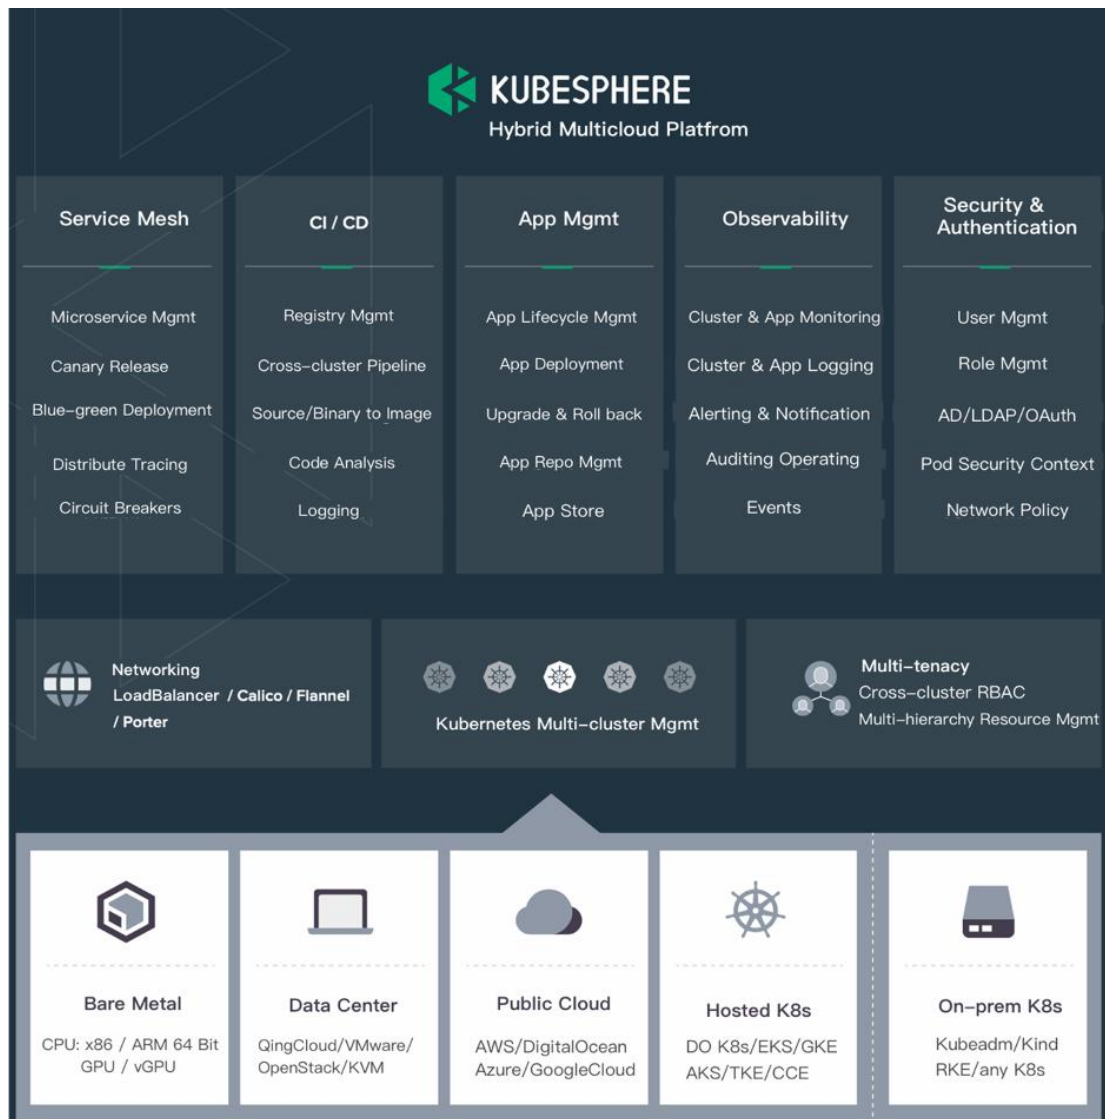 KUBESPHERE
Hybrid Multicloud Platfrom
Service Mesh
Microservice Mgmt
Canary Release
Blue-green Deployment
Distribute Tracing
Circuit Breakers
CI / CD
Registry Mgmt
Cross-cluster Pipeline
Source/Binary to Image
Code Analysis
Logging
App Mgmt
App Lifecycle Mgmt
App Deployment
Upgrade & Roll back
App Repo Mgmt
App Store
Observability
Cluster & App Monitoring
Cluster & App Logging
Alerting & Notification
Auditing Operating
Events
Security &
Authentication
User Mgmt
Role Mgmt
AD/LDAP/OAuth
Pod Security Context
Network Policy
Networking
LoadBalancer / Calico / Flannel
/ Porter
Kubernetes Multi-cluster Mgmt
Multi-tenacy
Cross-cluster RBAC
Multi-hierarchy Resource Mgmt
Bare Metal
CPU: x86 / ARM 64 Bit
GPU / vGPU
Data Center
QingCloud/VMware/
OpenStack/KVM
Public Cloud
AWS/DigitalOcean
Azure/GoogleCloud
Hosted K8s
DO K8s/EKS/GKE
AKS/TKE/CCE
On-prem K8s
Kubeadm/Kind
RKE/any K8s